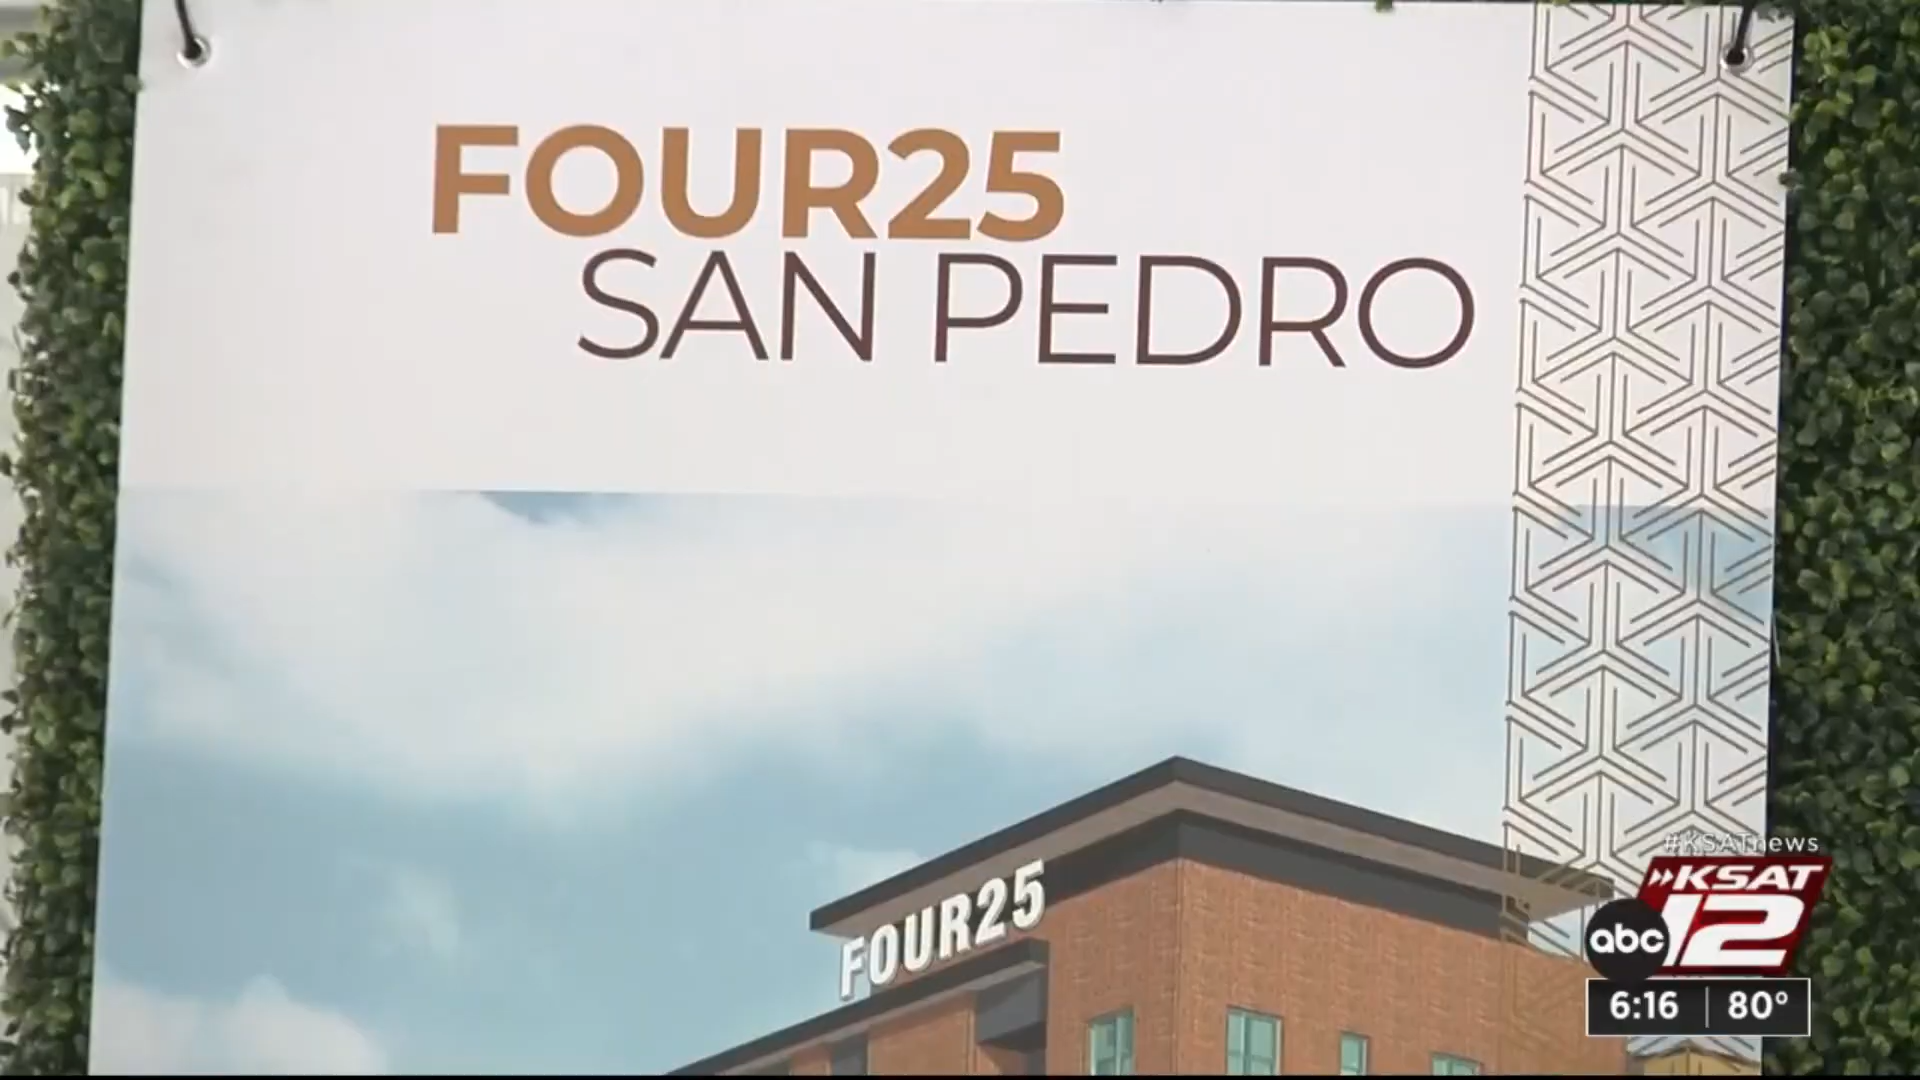 FOUR25
SAN PEDRO
FOUR25
#KSATnews
KSAT
abc 12
6:16 80°